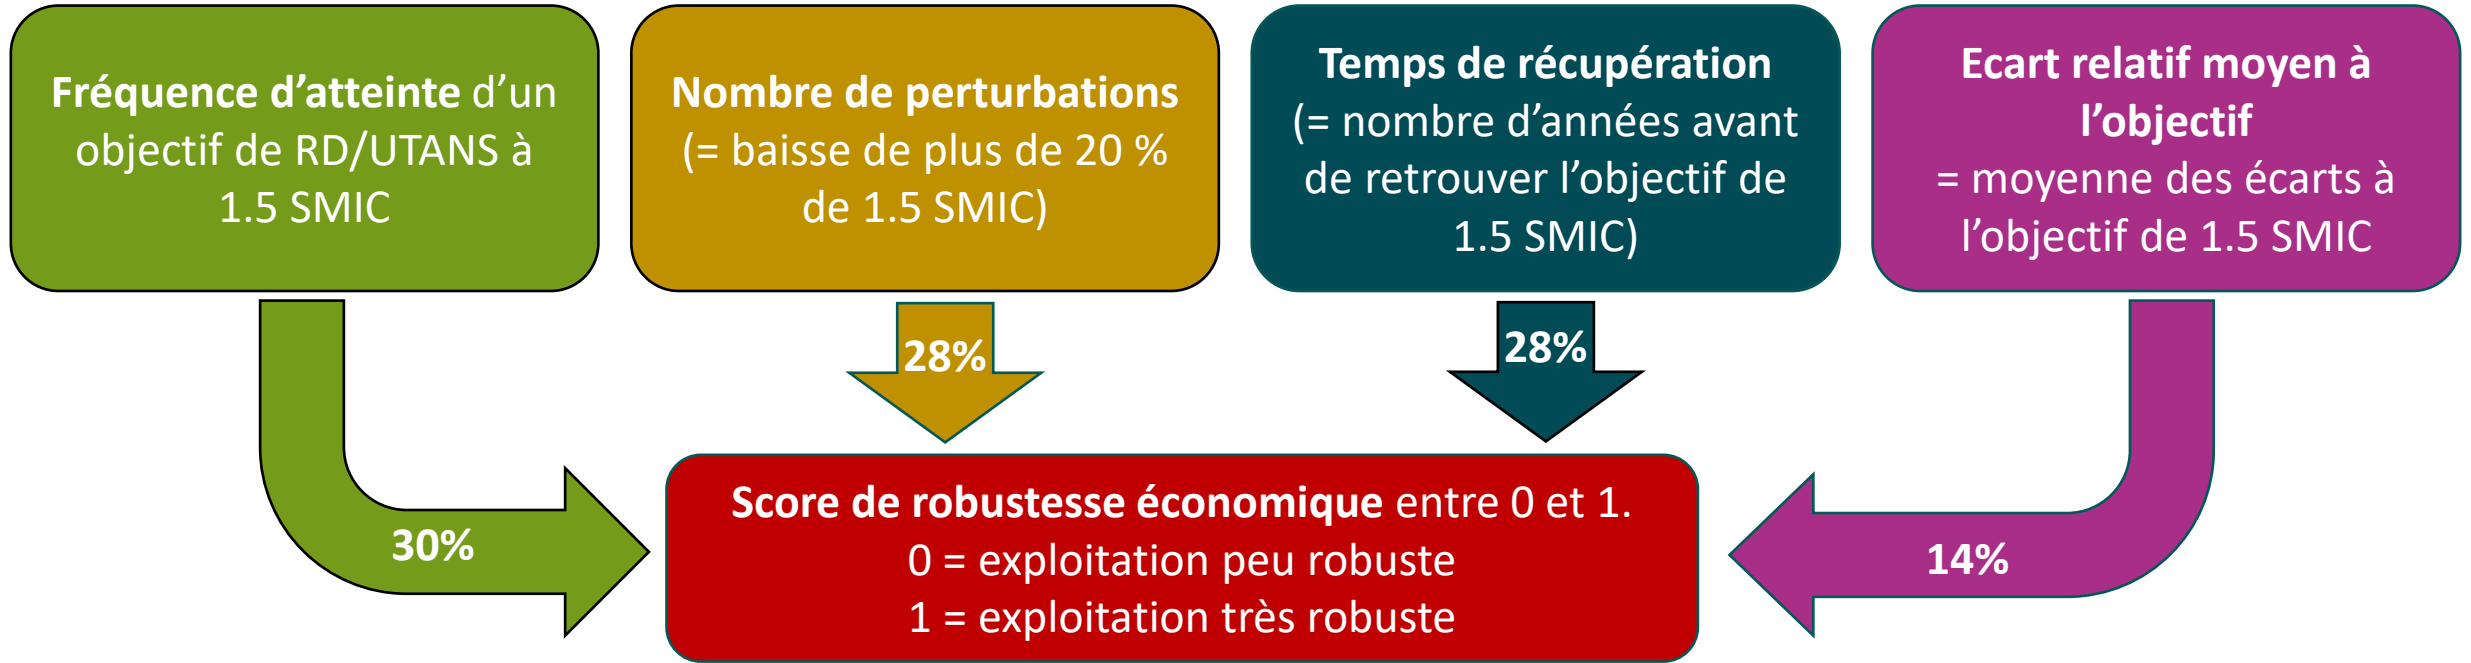 Fréquence d’atteinte d’un
objectif de RD/UTANS à
1.5 SMIC
Nombre de perturbations
(= baisse de plus de 20 %
de 1.5 SMIC)
Temps de récupération
(= nombre d’années avant
de retrouver l’objectif de
1.5 SMIC)
Ecart relatif moyen à
l’objectif
= moyenne des écarts à
l’objectif de 1.5 SMIC
28%
28%
30%
14%
Score de robustesse économique entre 0 et 1.
0 = exploitation peu robuste
1 = exploitation très robuste